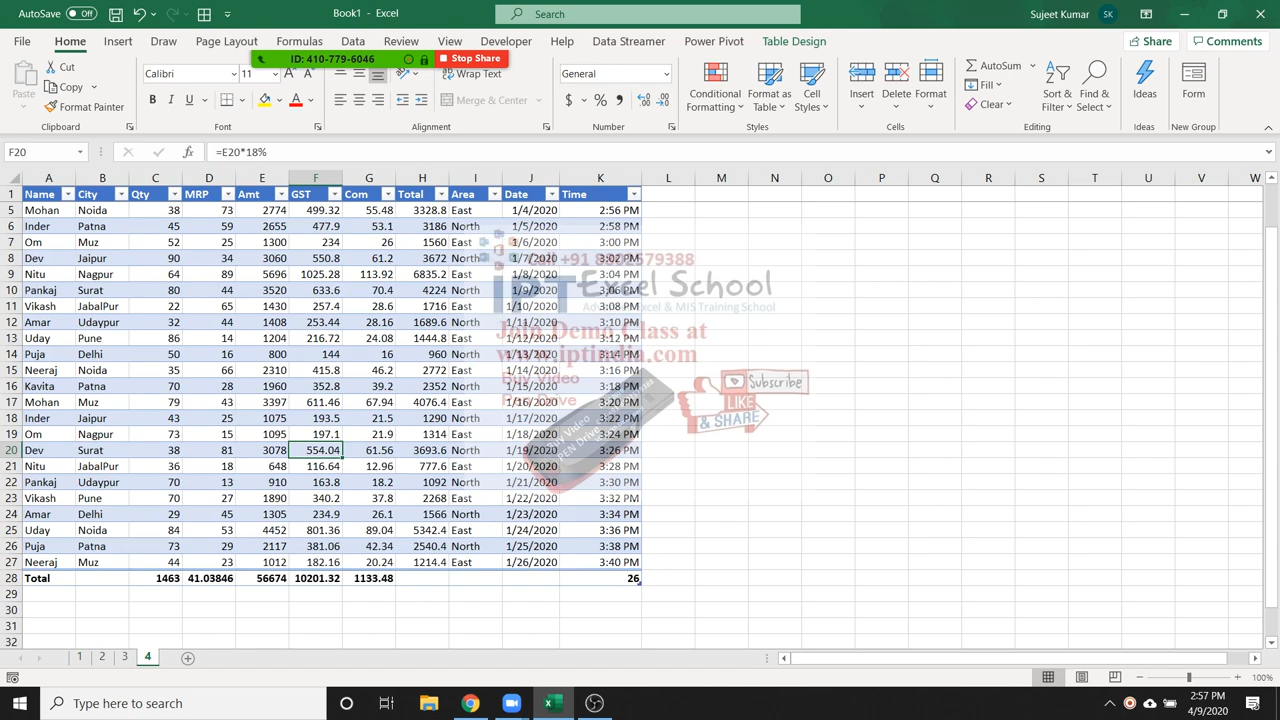 AutoSave Off Book1 - Excel Search Sujeet Kumar SK
File Home Insert Draw Page Layout Formulas Data Review View Developer Help Data Streamer Power Pivot Table Design Share Comments
ID: 410-779-6046 Stop Share
Paste Cut Copy Format Painter Clipboard
Calibri 11 B I U Font
Wrap Text Merge & Center Alignment
General $ % Number
Conditional Formatting Format as Table Cell Styles Styles
Insert Delete Format Cells
AutoSum Fill Clear Sort & Filter Find & Select Editing
Ideas Ideas
Form New Group
F20 fx =E20*18%
A B C D E F G H I J K L M N O P Q R S T U V W
1 Name City Qty MRP Amt GST Com Total Area Date Time
5 Mohan Noida 38 73 2774 499.32 55.48 3328.8 East 1/4/2020 2:56 PM
6 Inder Patna 45 59 2655 477.9 53.1 3186 North 1/5/2020 2:58 PM
7 Om Muz 52 25 1300 234 26 1560 East 1/6/2020 3:00 PM
8 Dev Jaipur 90 34 3060 550.8 61.2 3672 North 1/7/2020 3:02 PM
9 Nitu Nagpur 64 89 5696 1025.28 113.92 6835.2 East 1/8/2020 3:04 PM
10 Pankaj Surat 80 44 3520 633.6 70.4 4224 North 1/9/2020 3:06 PM
11 Vikash JabalPur 22 65 1430 257.4 28.6 1716 East 1/10/2020 3:08 PM
12 Amar Udaypur 32 44 1408 253.44 28.16 1689.6 North 1/11/2020 3:10 PM
13 Uday Pune 86 14 1204 216.72 24.08 1444.8 East 1/12/2020 3:12 PM
14 Puja Delhi 50 16 800 144 16 960 North 1/13/2020 3:14 PM
15 Neeraj Noida 35 66 2310 415.8 46.2 2772 East 1/14/2020 3:16 PM
16 Kavita Patna 70 28 1960 352.8 39.2 2352 North 1/15/2020 3:18 PM
17 Mohan Muz 79 43 3397 611.46 67.94 4076.4 East 1/16/2020 3:20 PM
18 Inder Jaipur 43 25 1075 193.5 21.5 1290 North 1/17/2020 3:22 PM
19 Om Nagpur 73 15 1095 197.1 21.9 1314 East 1/18/2020 3:24 PM
20 Dev Surat 38 81 3078 554.04 61.56 3693.6 North 1/19/2020 3:26 PM
21 Nitu JabalPur 36 18 648 116.64 12.96 777.6 East 1/20/2020 3:28 PM
22 Pankaj Udaypur 70 13 910 163.8 18.2 1092 North 1/21/2020 3:30 PM
23 Vikash Pune 70 27 1890 340.2 37.8 2268 East 1/22/2020 3:32 PM
24 Amar Delhi 29 45 1305 234.9 26.1 1566 North 1/23/2020 3:34 PM
25 Uday Noida 84 53 4452 801.36 89.04 5342.4 East 1/24/2020 3:36 PM
26 Puja Patna 73 29 2117 381.06 42.34 2540.4 North 1/25/2020 3:38 PM
27 Neeraj Muz 44 23 1012 182.16 20.24 1214.4 East 1/26/2020 3:40 PM
28 Total 1463 41.03846 56674 10201.32 1133.48 26
29
30
31
32
IPT Excel School
Join Demo Class at
www.iptindia.com
Buy Video
Pen Drive
Subscribe
LIKE
& SHARE
1 2 3 4
100%
Type here to search
2:57 PM
4/9/2020